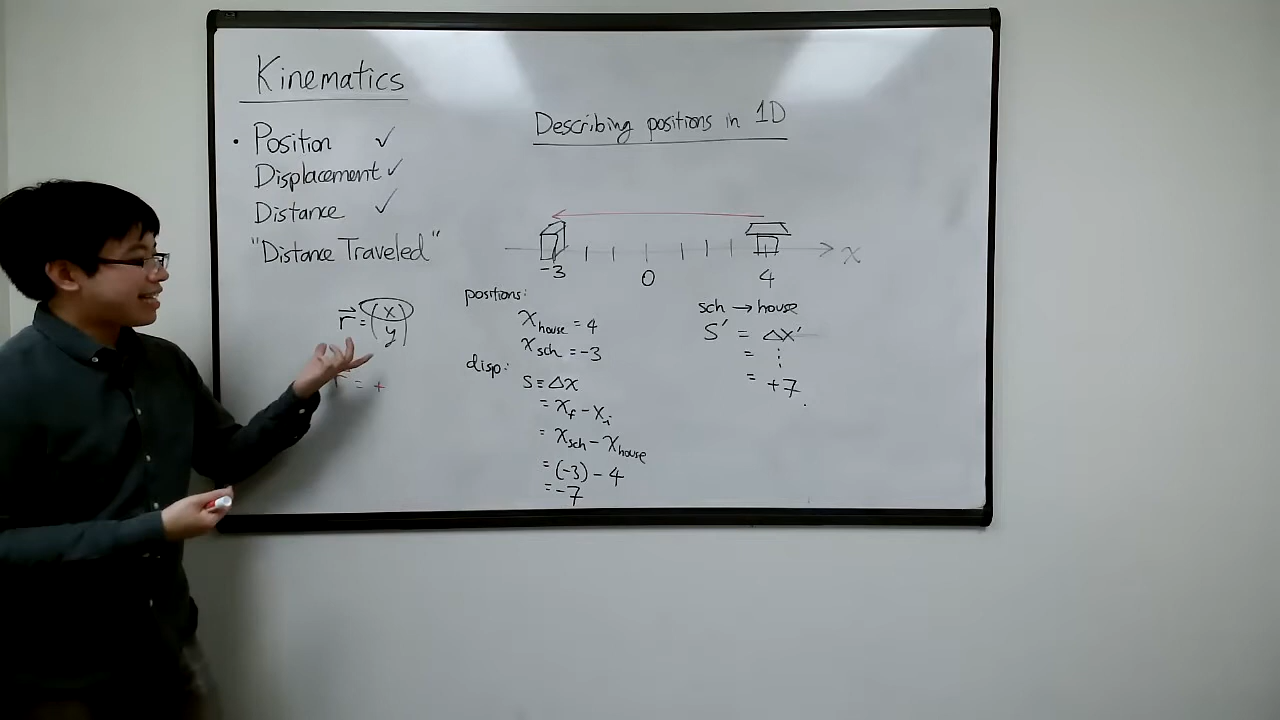 Kinematics
• Position ✓
Displacement ✓
Distance ✓
"Distance Traveled"
r⃗ = (x
y)
r = +
Describing positions in 1D
-3 0 4 x
positions:
x_house = 4
x_sch = -3
disp:
S ≡ Δx
= x_f - x_i
= x_sch - x_house
= (-3) - 4
= -7
sch → house
S' = Δx'
= ⋮
= +7